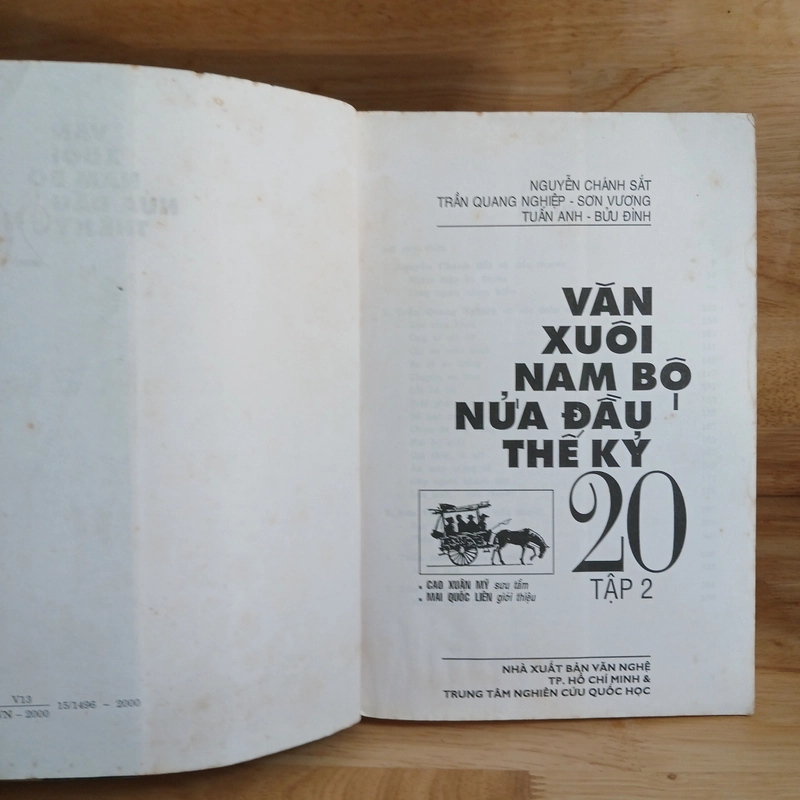 V13
VN – 2000
15/1496 – 2000
NGUYỄN CHÁNH SẮT
TRẦN QUANG NGHIỆP - SƠN VƯƠNG
TUẤN ANH - BỬU ĐÌNH
VĂN
XUÔI
NAM BỘ
NỬA ĐẦU
THẾ KỶ
20
TẬP 2
CAO XUÂN MỸ sưu tầm
MAI QUỐC LIÊN giới thiệu
NHÀ XUẤT BẢN VĂN NGHỆ
TP. HỒ CHÍ MINH &
TRUNG TÂM NGHIÊN CỨU QUỐC HỌC